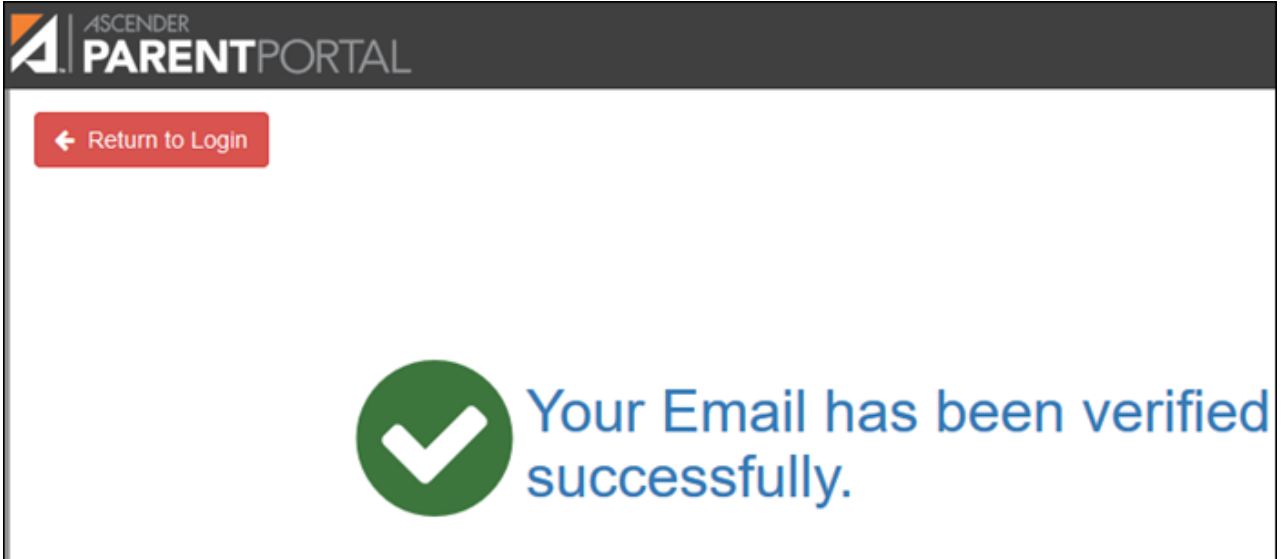 ASCENDER
PARENTPORTAL
Return to Login
Your Email has been verified
successfully.